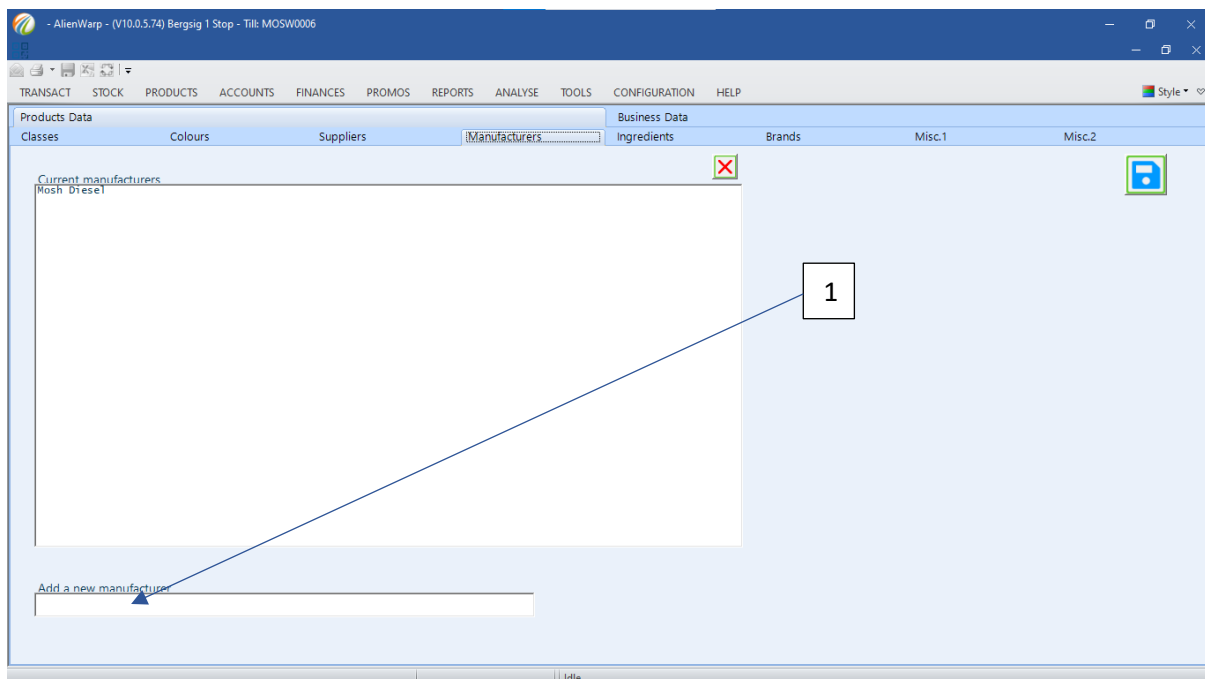 - AlienWarp - (V10.0.5.74) Bergsig 1 Stop - Till: MOSW0006
TRANSACT STOCK PRODUCTS ACCOUNTS FINANCES PROMOS REPORTS ANALYSE TOOLS CONFIGURATION HELP Style
Products Data Business Data
Classes Colours Suppliers Manufacturers Ingredients Brands Misc.1 Misc.2
Current manufacturers
Mosh Diesel
1
Add a new manufacturer
Idle